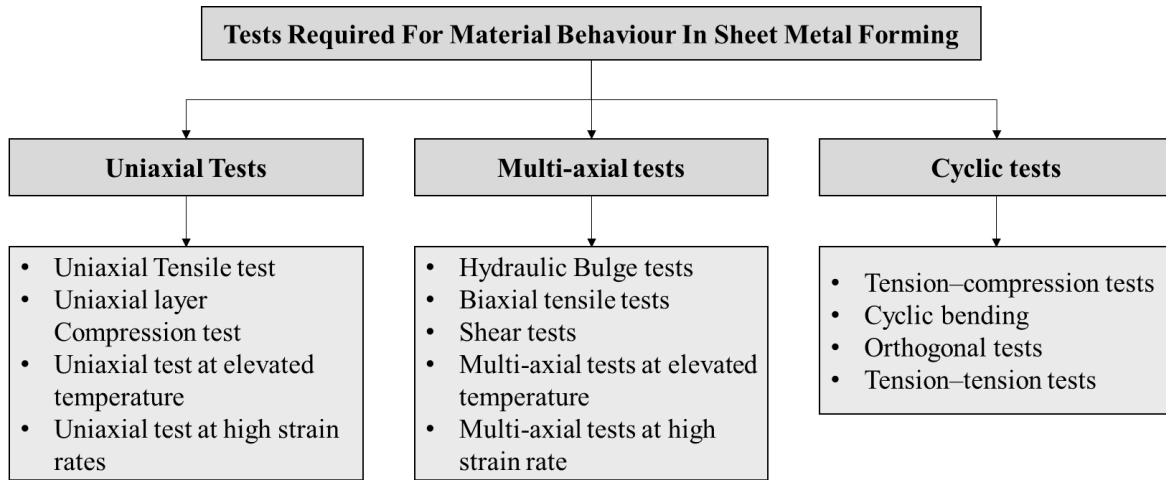 Tests Required For Material Behaviour In Sheet Metal Forming
Uniaxial Tests
• Uniaxial Tensile test
• Uniaxial layer
Compression test
• Uniaxial test at elevated
temperature
• Uniaxial test at high strain
rates
Multi-axial tests
• Hydraulic Bulge tests
• Biaxial tensile tests
• Shear tests
• Multi-axial tests at elevated
temperature
• Multi-axial tests at high
strain rate
Cyclic tests
• Tension–compression tests
• Cyclic bending
• Orthogonal tests
• Tension–tension tests